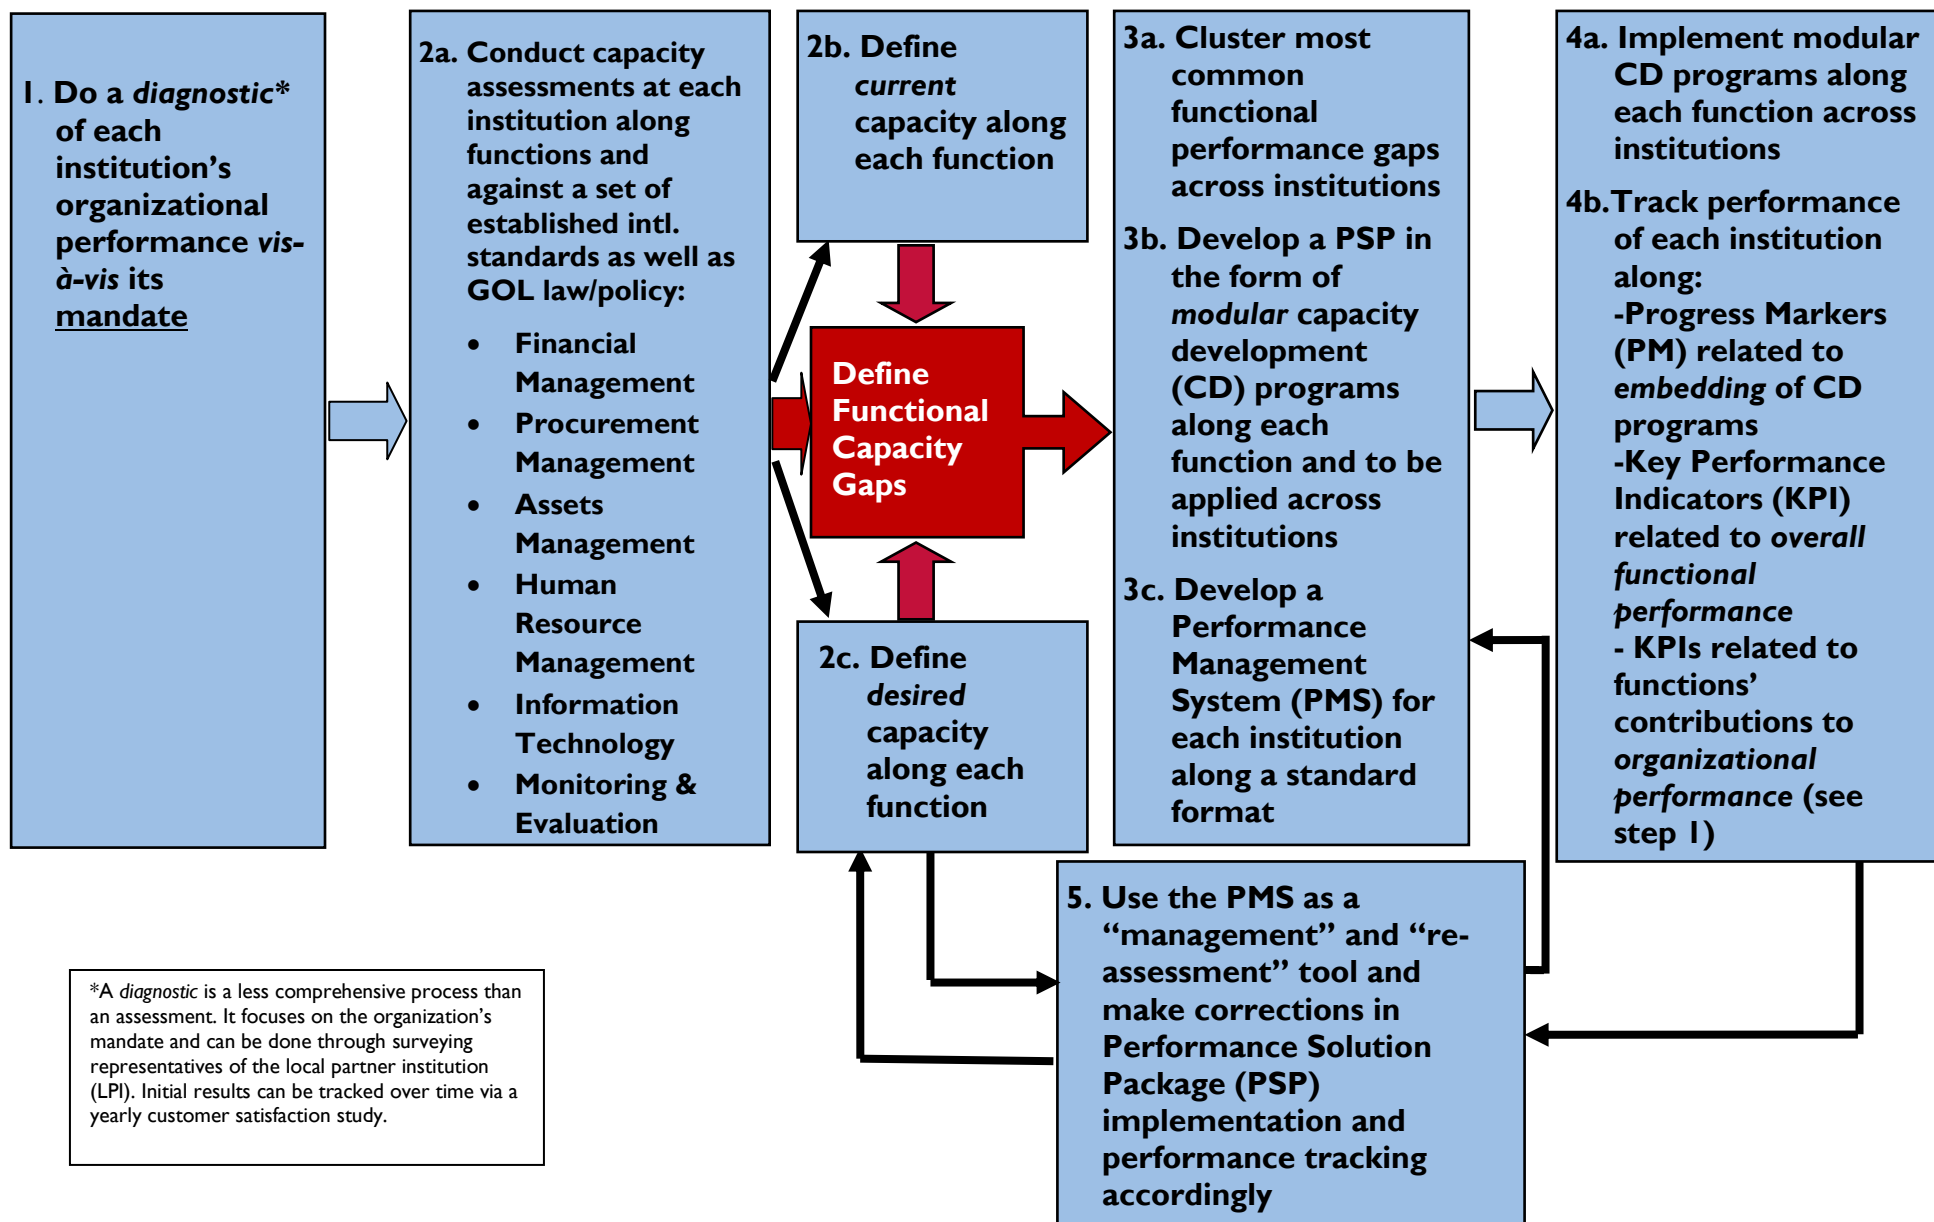 1. Do a diagnostic*
of each
institution’s
organizational
performance vis-
à-vis its
mandate
2a. Conduct capacity
assessments at each
institution along
functions and
against a set of
established intl.
standards as well as
GOL law/policy:
• Financial
Management
• Procurement
Management
• Assets
Management
• Human
Resource
Management
• Information
Technology
• Monitoring &
Evaluation
2b. Define
current
capacity along
each function
Define
Functional
Capacity
Gaps
2c. Define
desired
capacity
along each
function
3a. Cluster most
common
functional
performance gaps
across institutions
3b. Develop a PSP in
the form of
modular capacity
development
(CD) programs
along each
function and to be
applied across
institutions
3c. Develop a
Performance
Management
System (PMS) for
each institution
along a standard
format
4a. Implement modular
CD programs along
each function across
institutions
4b.Track performance
of each institution
along:
-Progress Markers
(PM) related to
embedding of CD
programs
-Key Performance
Indicators (KPI)
related to overall
functional
performance
- KPIs related to
functions’
contributions to
organizational
performance (see
step 1)
5. Use the PMS as a
“management” and “re-
assessment” tool and
make corrections in
Performance Solution
Package (PSP)
implementation and
performance tracking
accordingly
*A diagnostic is a less comprehensive process than
an assessment. It focuses on the organization’s
mandate and can be done through surveying
representatives of the local partner institution
(LPI). Initial results can be tracked over time via a
yearly customer satisfaction study.